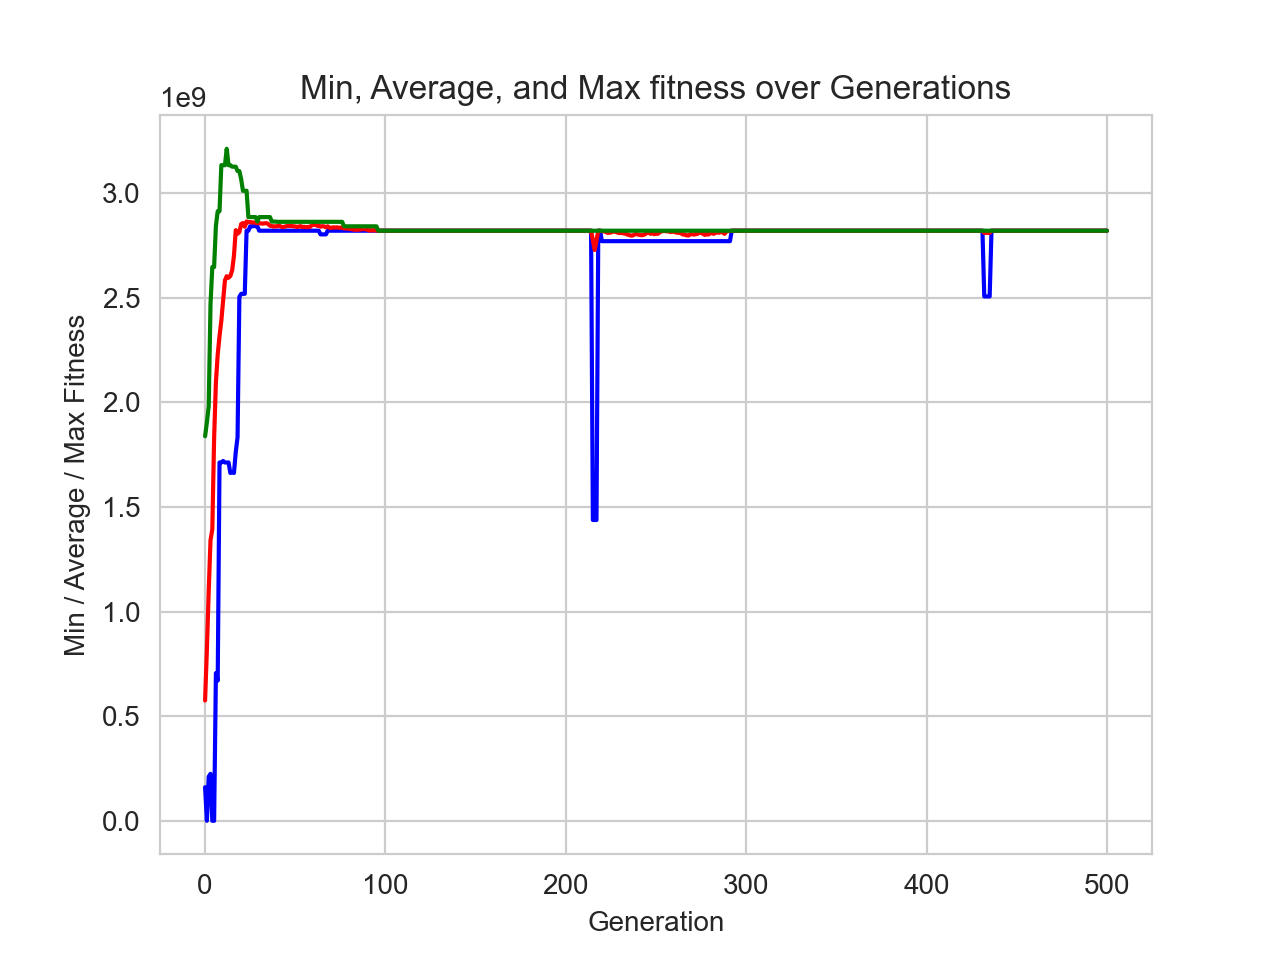 Min, Average, and Max fitness over Generations
1e9
3.0
2.5
2.0
1.5
1.0
0.5
0.0
Min / Average / Max Fitness
0 100 200 300 400 500
Generation